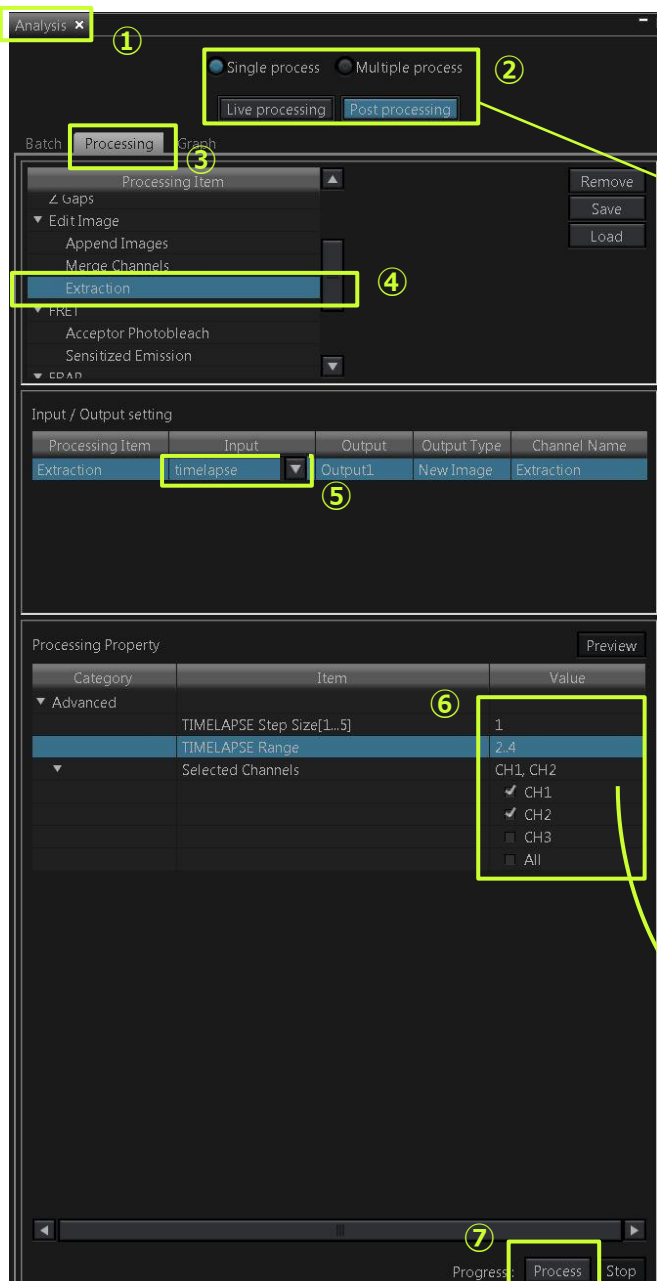 Analysis ×
①
Single process Multiple process
②
Live processing Post processing
Batch Processing Graph
③
Processing Item
Remove
Z Gaps
Save
▼ Edit Image
Load
Append Images
Merge Channels
Extraction
④
▼ FRET
Acceptor Photobleach
Sensitized Emission
▼ FRAP
Input / Output setting
Processing Item Input Output Output Type Channel Name
Extraction timelapse Output1 New Image Extraction
⑤
Processing Property
Preview
Category Item Value
▼ Advanced
⑥
TIMELAPSE Step Size[1...5] 1
TIMELAPSE Range 2..4
▼ Selected Channels CH1, CH2
CH1
CH2
CH3
All
⑦
Progress: Process Stop